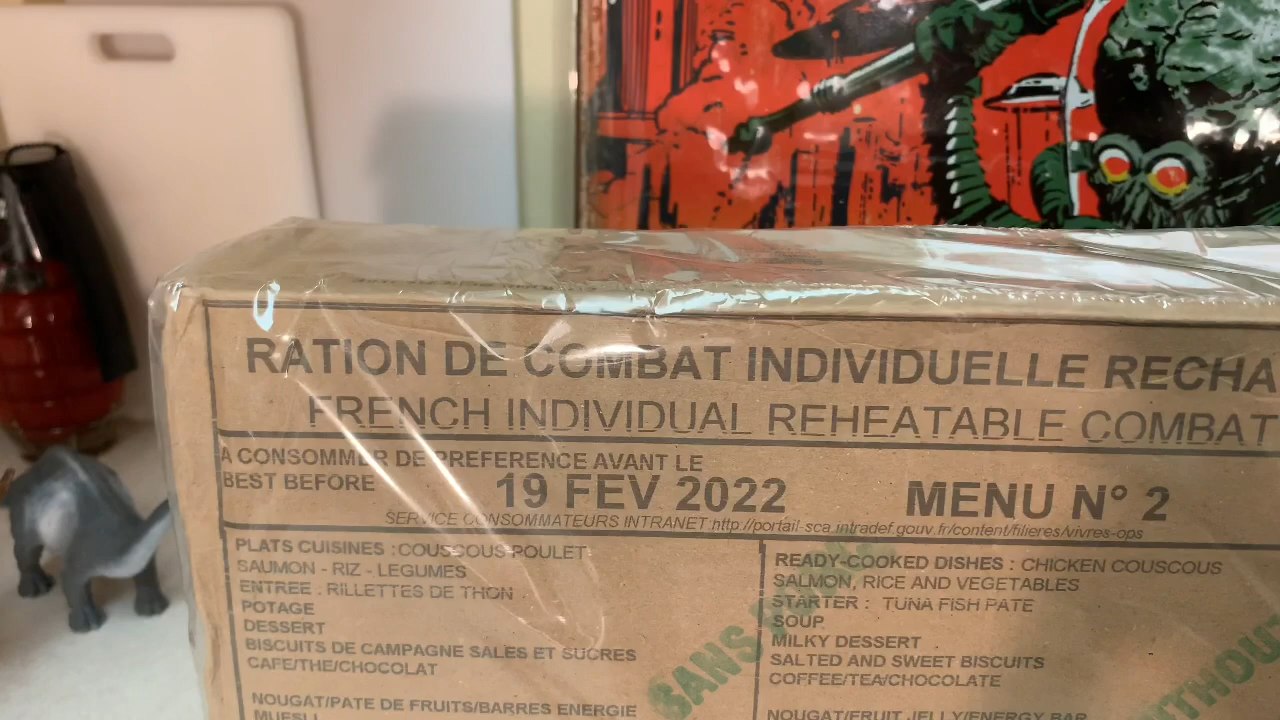 RATION DE COMBAT INDIVIDUELLE RECHA
FRENCH INDIVIDUAL REHEATABLE COMBAT
A CONSOMMER DE PREFERENCE AVANT LE
BEST BEFORE
19 FEV 2022
MENU N° 2
SERVICE CONSOMMATEURS INTRANET:http://portail-sca.intradef.gouv.fr/content/filieres/vivres-ops
PLATS CUISINES : COUSCOUS POULET
SAUMON - RIZ - LEGUMES
ENTREE : RILLETTES DE THON
POTAGE
DESSERT
BISCUITS DE CAMPAGNE SALES ET SUCRES
CAFE/THE/CHOCOLAT
NOUGAT/PATE DE FRUITS/BARRES ENERGIE
MUESLI
READY-COOKED DISHES : CHICKEN COUSCOUS
SALMON, RICE AND VEGETABLES
STARTER : TUNA FISH PATE
SOUP
MILKY DESSERT
SALTED AND SWEET BISCUITS
COFFEE/TEA/CHOCOLATE
NOUGAT/FRUIT JELLY/ENERGY BAR
SANS